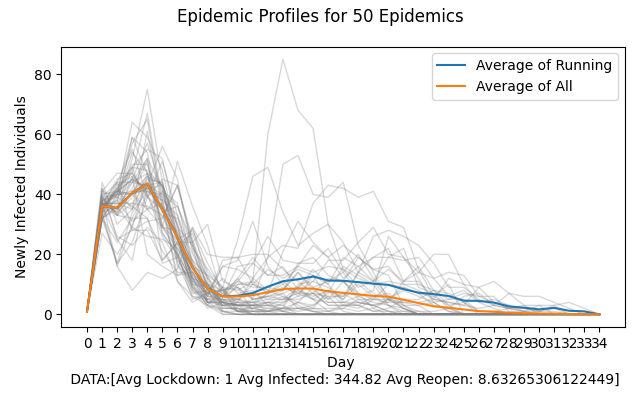 Epidemic Profiles for 50 Epidemics
Average of Running
Average of All
80
60
40
20
0
Newly Infected Individuals
0 1 2 3 4 5 6 7 8 9 10 11 12 13 14 15 16 17 18 19 20 21 22 23 24 25 26 27 28 29 30 31 32 33 34
Day
DATA:[Avg Lockdown: 1 Avg Infected: 344.82 Avg Reopen: 8.63265306122449]